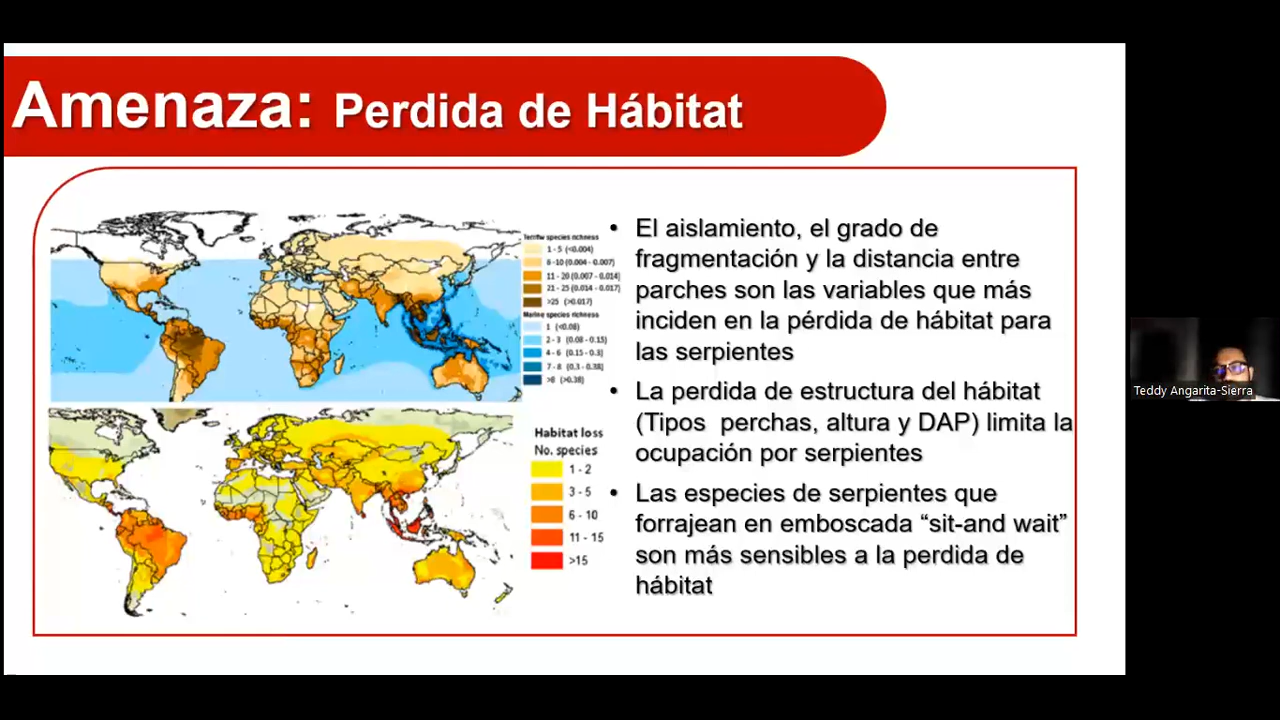 Amenaza: Perdida de Hábitat
Terrfw species richness
1 - 5 (<0.004)
6 -10 (0.004 - 0.007)
11 - 20 (0.007 - 0.014)
21 - 25 (0.014 - 0.017)
>25 (>0.017)
Marine species richness
1 (<0.08)
2 - 3 (0.08 - 0.15)
4 - 6 (0.15 - 0.3)
7 - 8 (0.3 - 0.38)
>8 (>0.38)
Habitat loss
No. species
1 - 2
3 - 5
6 - 10
11 - 15
>15
• El aislamiento, el grado de
fragmentación y la distancia entre
parches son las variables que más
inciden en la pérdida de hábitat para
las serpientes
• La perdida de estructura del hábitat
(Tipos perchas, altura y DAP) limita la
ocupación por serpientes
• Las especies de serpientes que
forrajean en emboscada “sit-and wait”
son más sensibles a la perdida de
hábitat
Teddy Angarita-Sierra